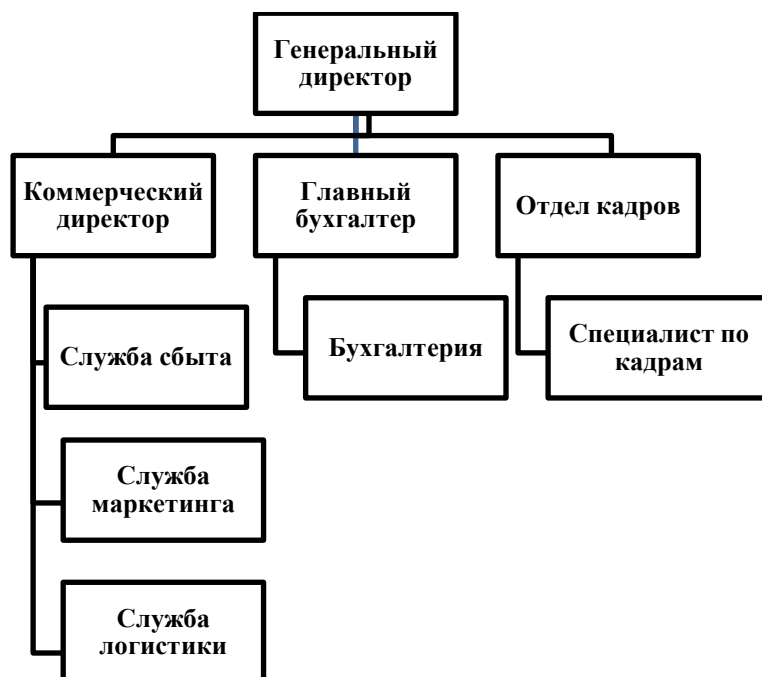 Генеральный
директор
Коммерческий
директор
Главный
бухгалтер
Отдел кадров
Служба сбыта
Бухгалтерия
Специалист по
кадрам
Служба
маркетинга
Служба
логистики